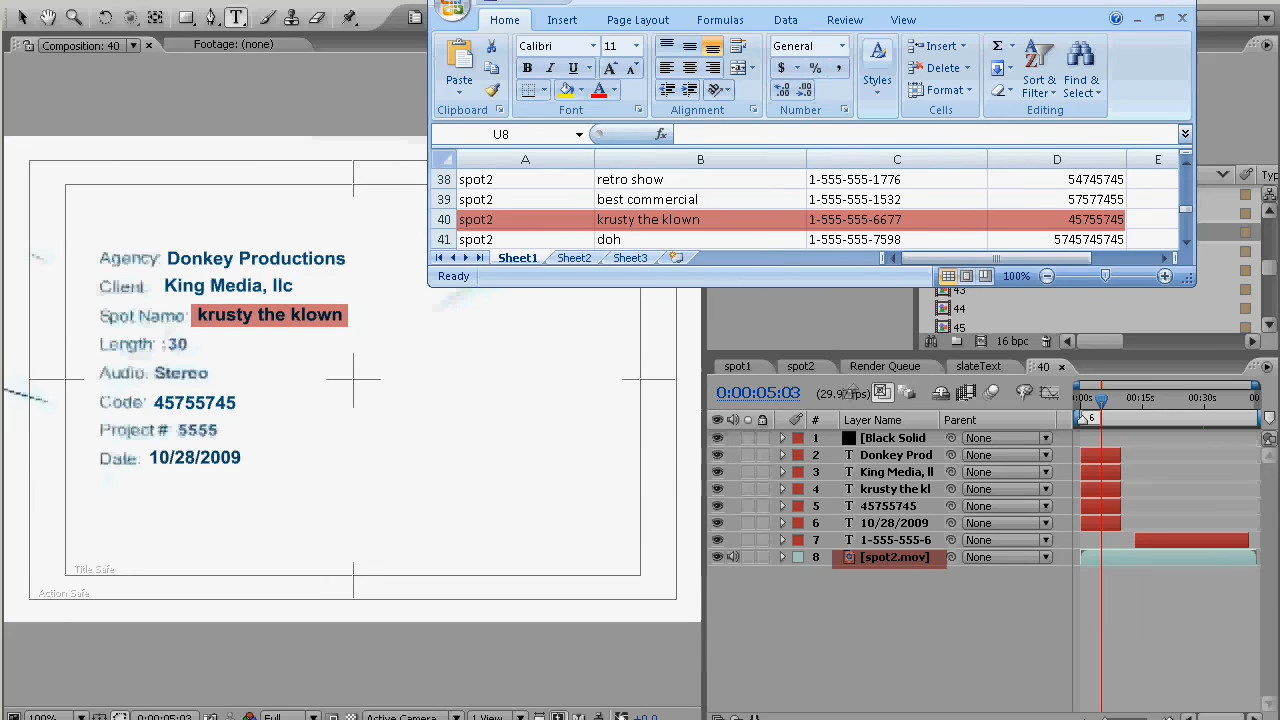 Composition: 40
Footage: (none)
Home Insert Page Layout Formulas Data Review View
Calibri 11 General
Paste B I U A A $ % , Styles Insert Delete Format Σ Sort & Filter Find & Select
Clipboard Font Alignment Number Cells Editing
U8 fx
A B C D E
38 spot2 retro show 1-555-555-1776 54745745
39 spot2 best commercial 1-555-555-1532 57577455
40 spot2 krusty the klown 1-555-555-6677 45755745
41 spot2 doh 1-555-555-7598 5745745745
Sheet1 Sheet2 Sheet3
Ready 100%
Typ
43
44
45
16 bpc
Agency: Donkey Productions
Client: King Media, llc
Spot Name: krusty the klown
Length: :30
Audio: Stereo
Code: 45755745
Project # 5555
Date: 10/28/2009
Title Safe
Action Safe
spot1 spot2 Render Queue slateText 40
0:00:05:03 :00s 00:15s 00:30s 00
6
# Layer Name Parent
1 [Black Solid None
2 T Donkey Prod None
3 T King Media, ll None
4 T krusty the kl None
5 T 45755745 None
6 T 10/28/2009 None
7 T 1-555-555-6 None
8 [spot2.mov] None
100% 0:00:05:03 Full Active Camera 1 View +0.0